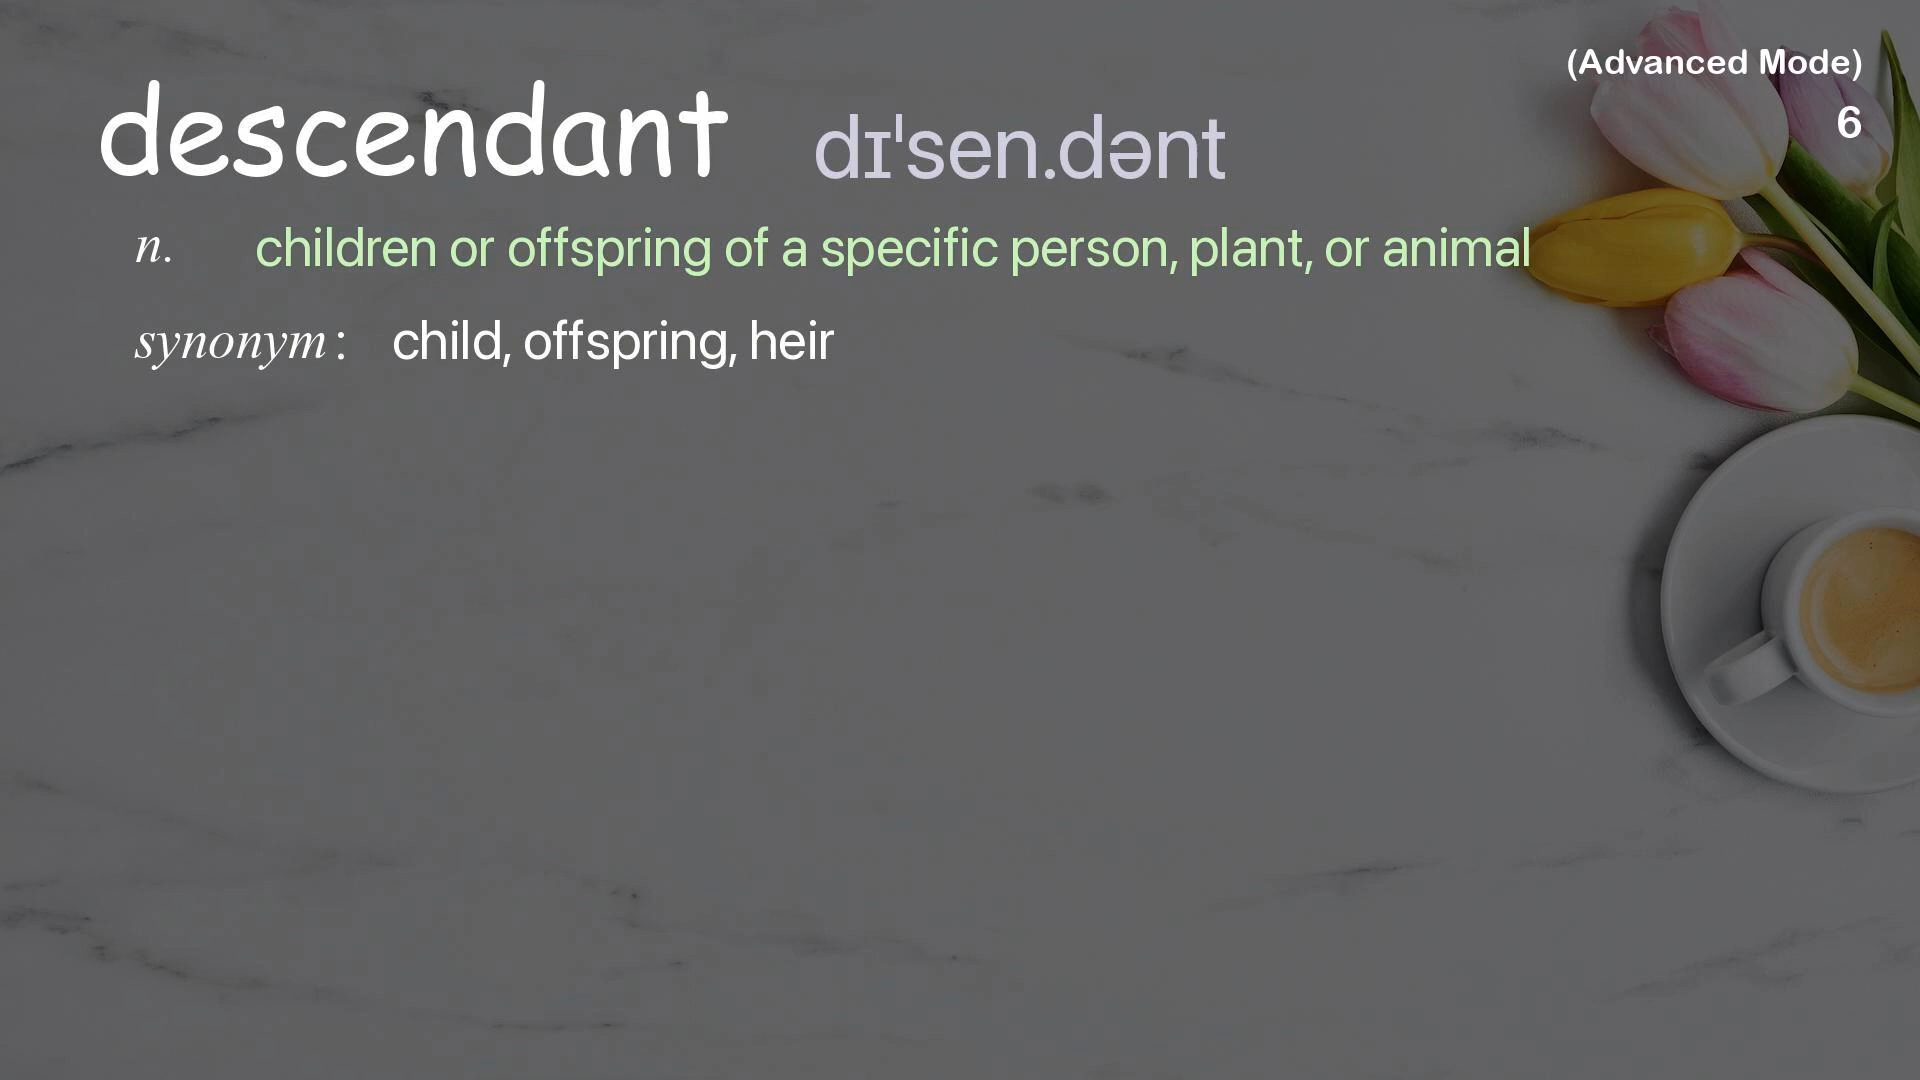 (Advanced Mode)
6
descendant dɪˈsen.dənt
n. children or offspring of a specific person, plant, or animal
synonym: child, offspring, heir